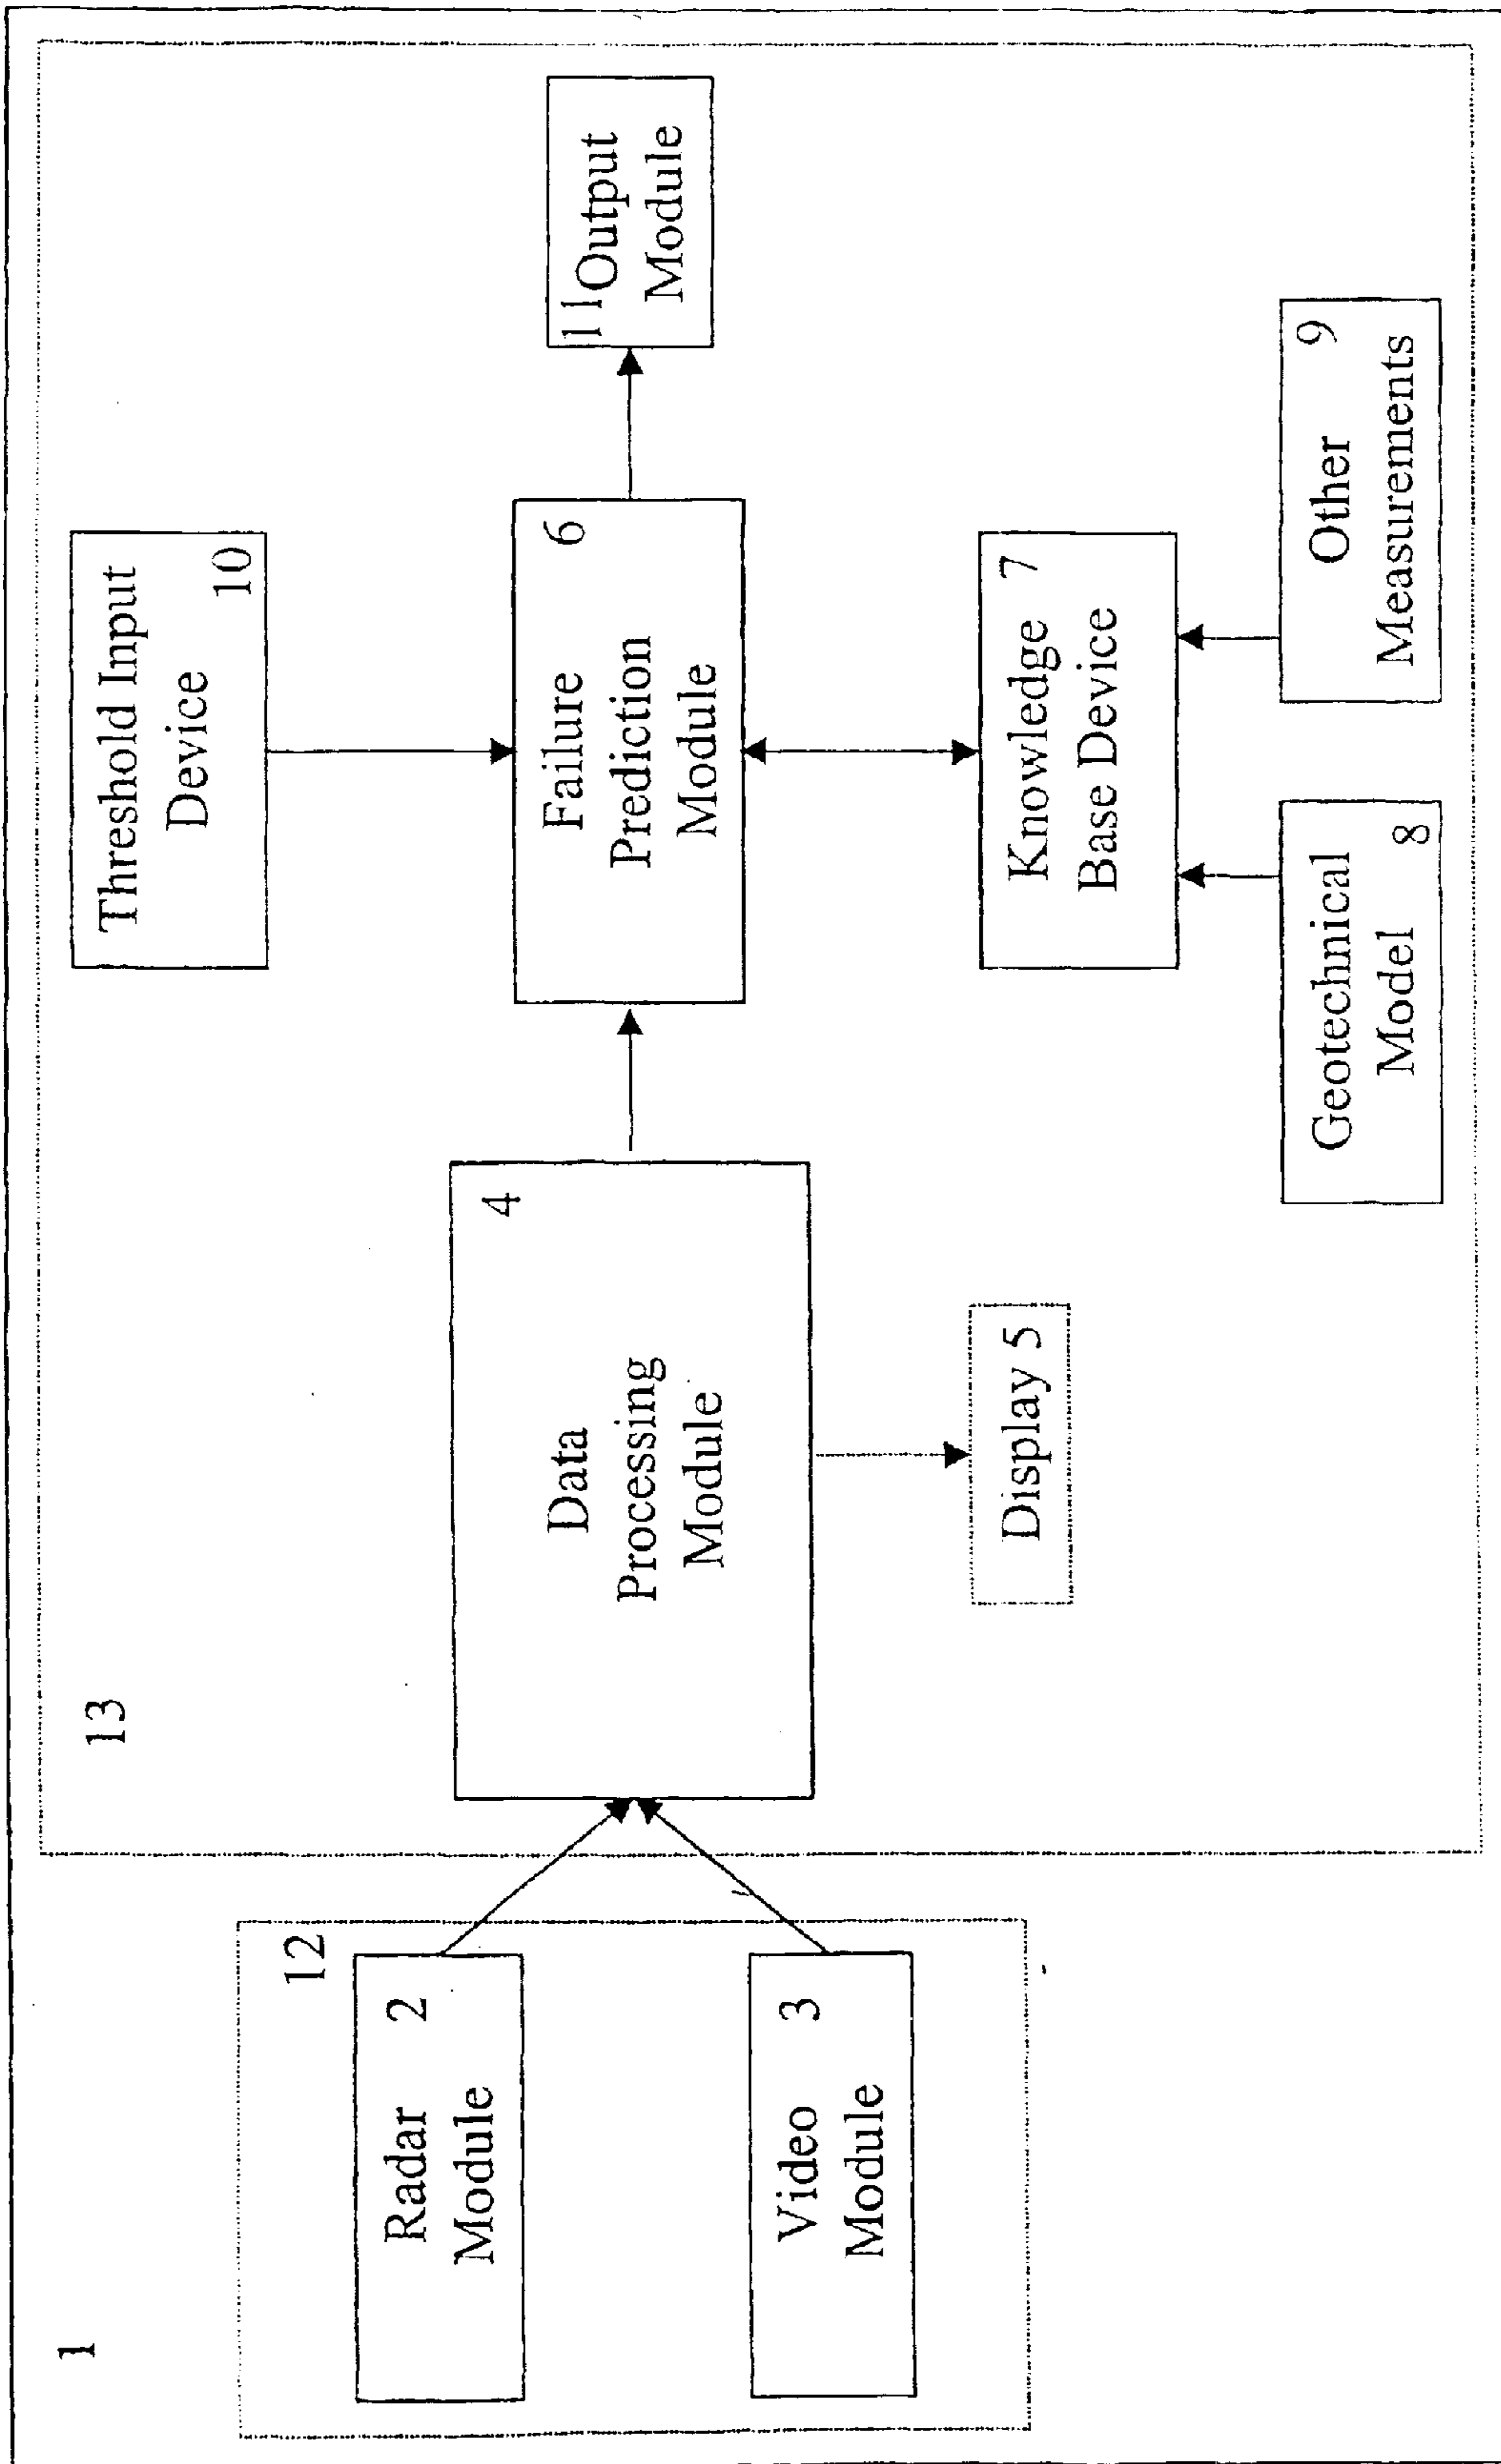 1
13
12
Radar 2
Module
Video 3
Module
Data 4
Processing
Module
Display 5
Threshold Input
Device 10
Failure 6
Prediction
Module
Knowledge 7
Base Device
Geotechnical
Model 8
Other 9
Measurements
11 Output
Module